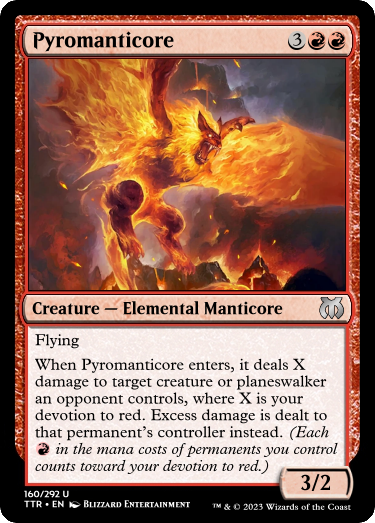 Pyromanticore 3
Creature — Elemental Manticore
Flying
When Pyromanticore enters, it deals X
damage to target creature or planeswalker
an opponent controls, where X is your
devotion to red. Excess damage is dealt to
that permanent's controller instead. (Each
in the mana costs of permanents you control
counts toward your devotion to red.)
3/2
160/292 U
TTR • EN Blizzard Entertainment ™ & © 2023 Wizards of the Coast